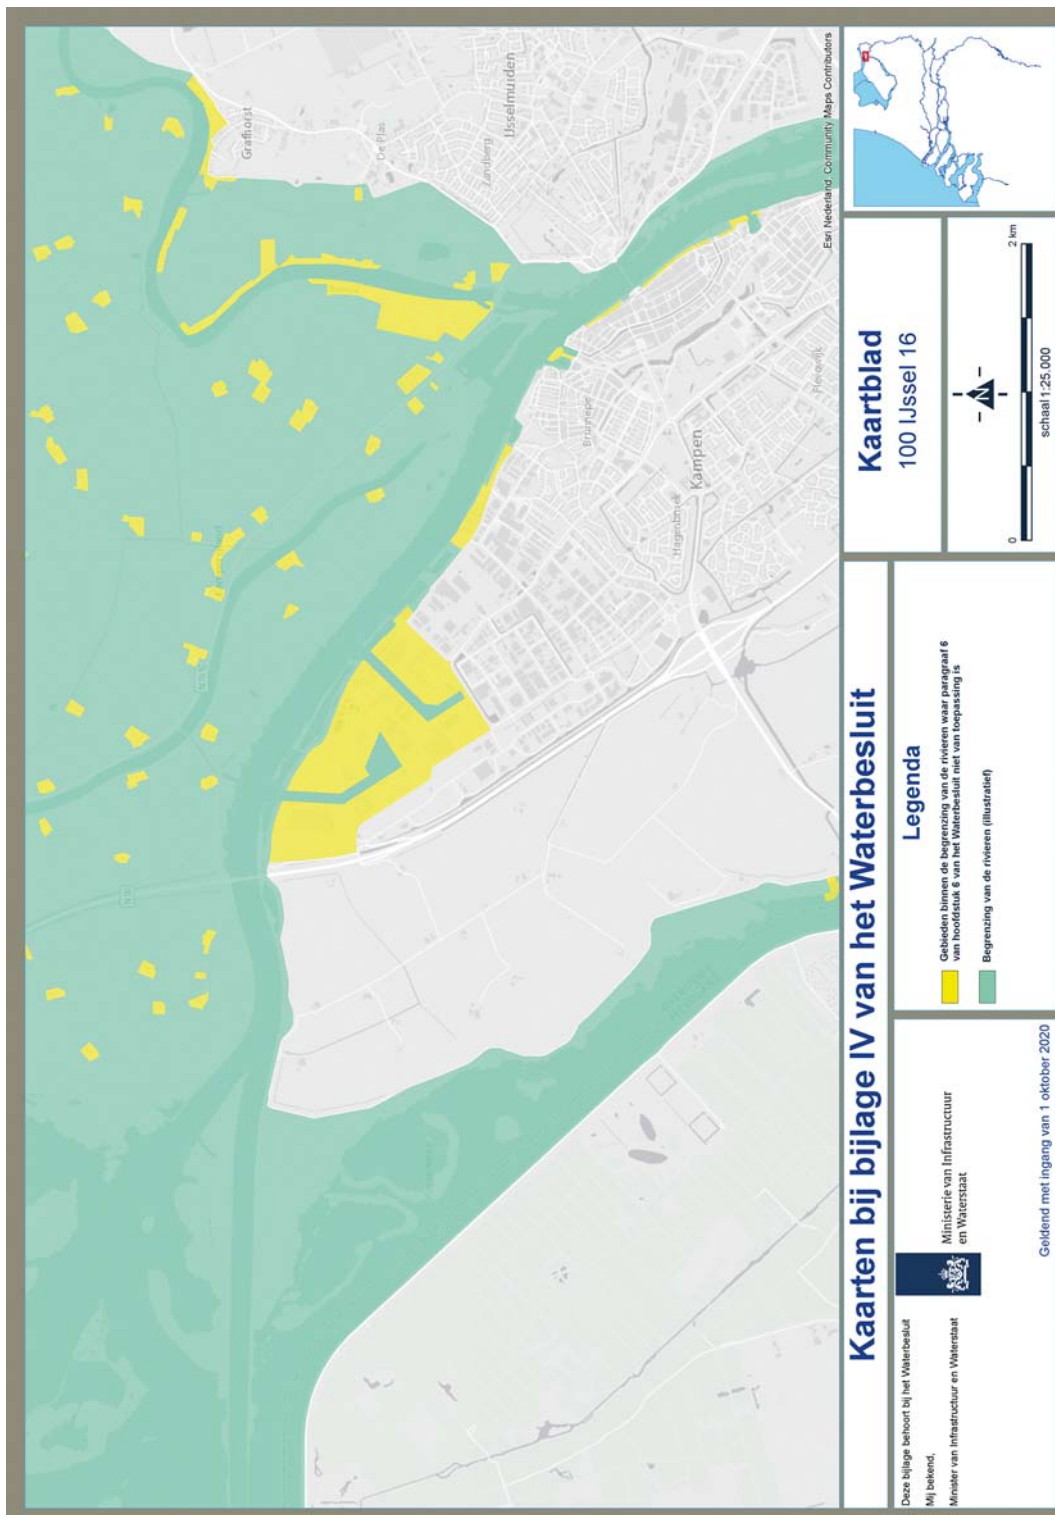 Grafhorst
De Plas
Zandberg
IJsselmuiden
Brunnepe
Hagenbroek
Kampen
Flevowijk
N50
Esri Nederland, Community Maps Contributors
Kaarten bij bijlage IV van het Waterbesluit
Kaartblad
100 IJssel 16
N
0
2 km
schaal 1:25.000
Deze bijlage behoort bij het Waterbesluit
Mij bekend,
Minister van Infrastructuur en Waterstaat
Ministerie van Infrastructuur
en Waterstaat
Geldend met ingang van 1 oktober 2020
Legenda
Gebieden binnen de begrenzing van de rivieren waar paragraaf 6
van hoofdstuk 6 van het Waterbesluit niet van toepassing is
Begrenzing van de rivieren (illustratief)